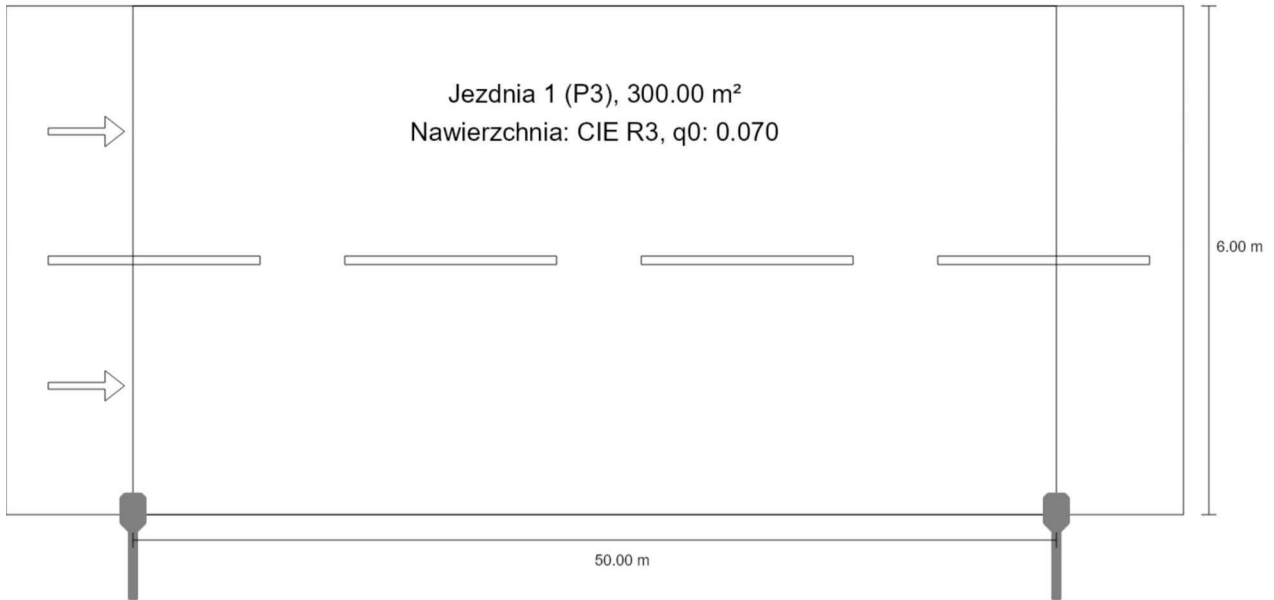 Jezdnia 1 (P3), 300.00 m²
Nawierzchnia: CIE R3, q0: 0.070
6.00 m
50.00 m